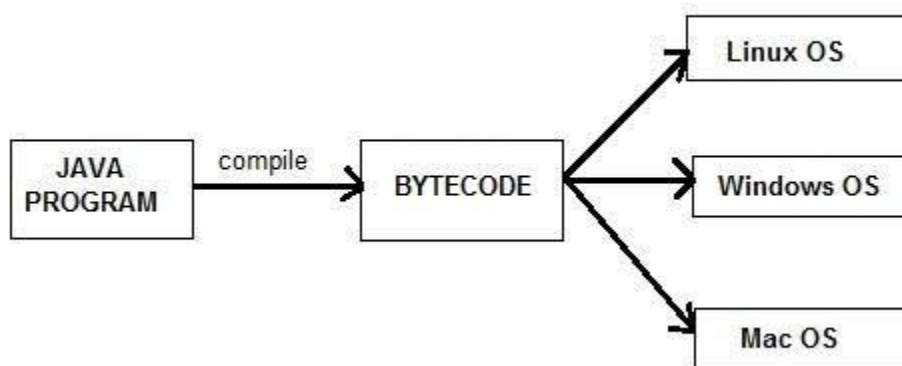 JAVA
PROGRAM
compile
BYTECODE
Linux OS
Windows OS
Mac OS